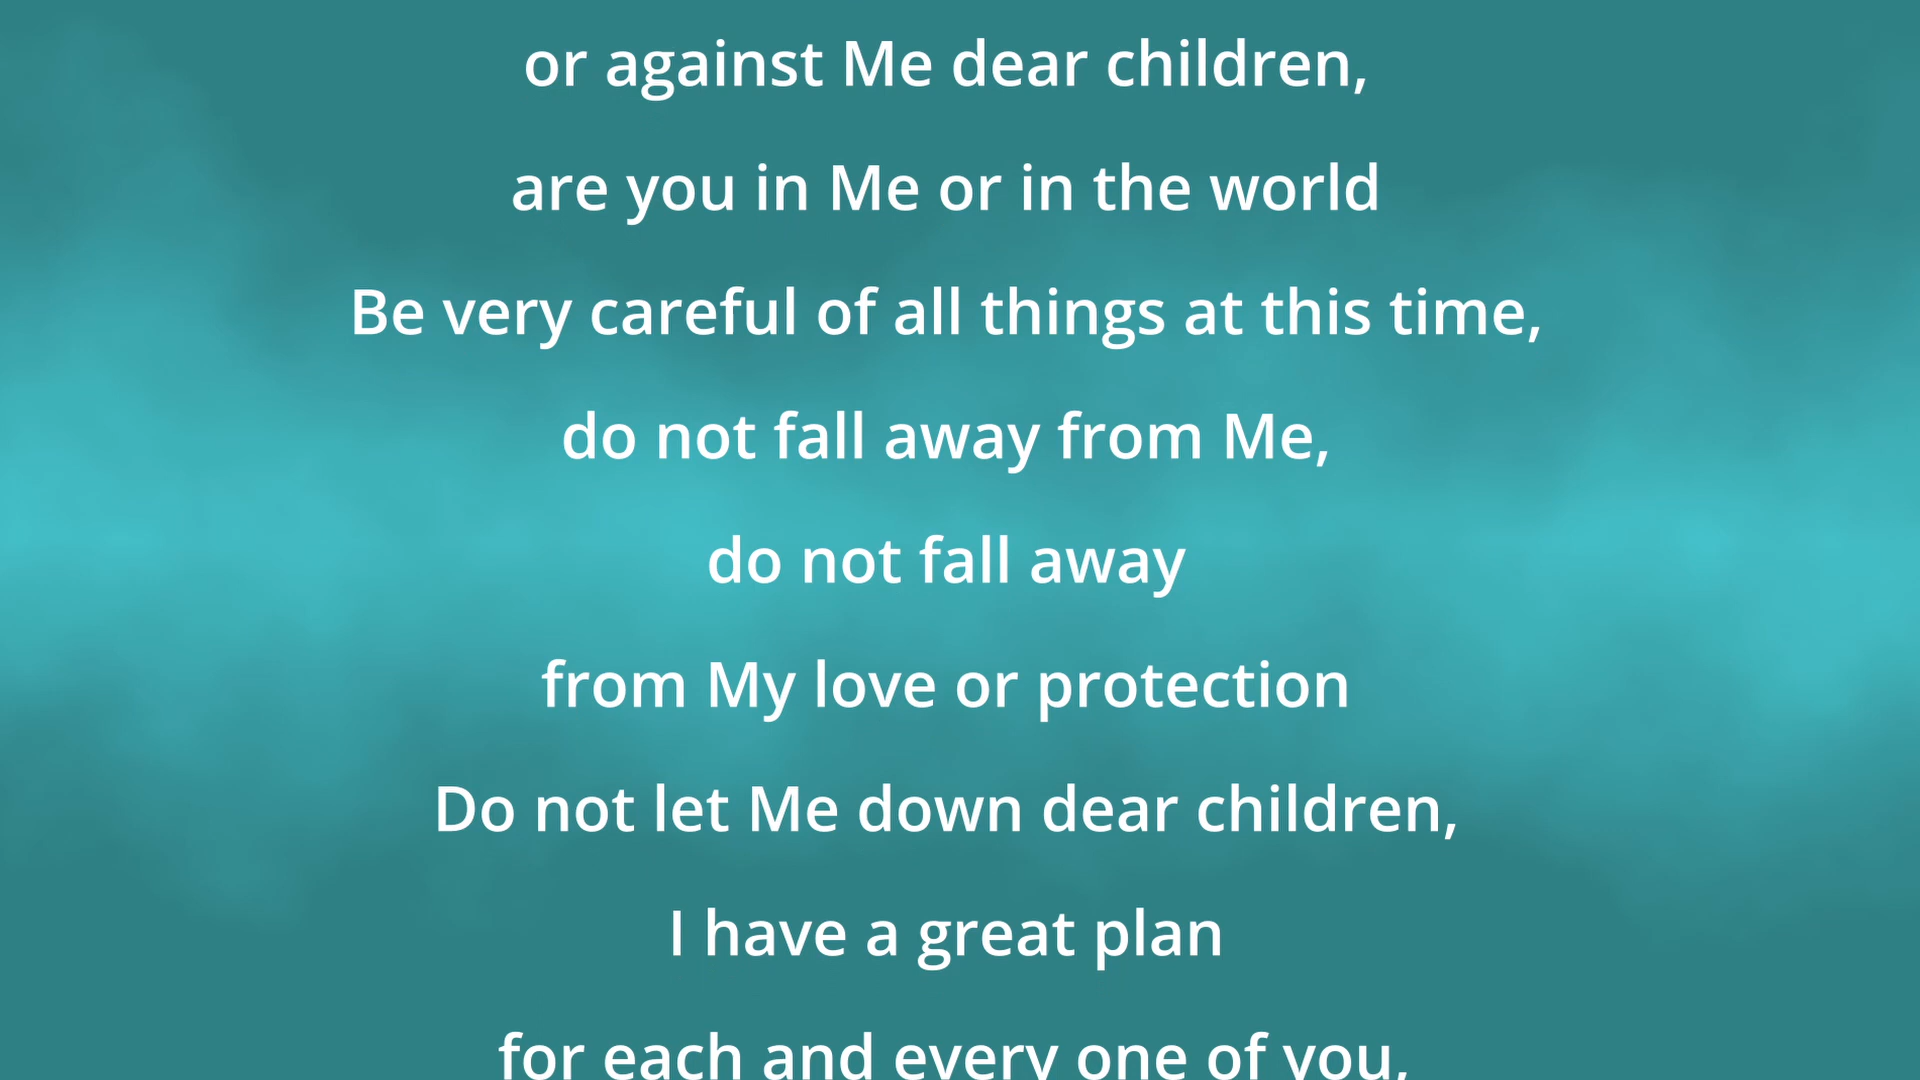 or against Me dear children,
are you in Me or in the world
Be very careful of all things at this time,
do not fall away from Me,
do not fall away
from My love or protection
Do not let Me down dear children,
I have a great plan
for each and every one of you,